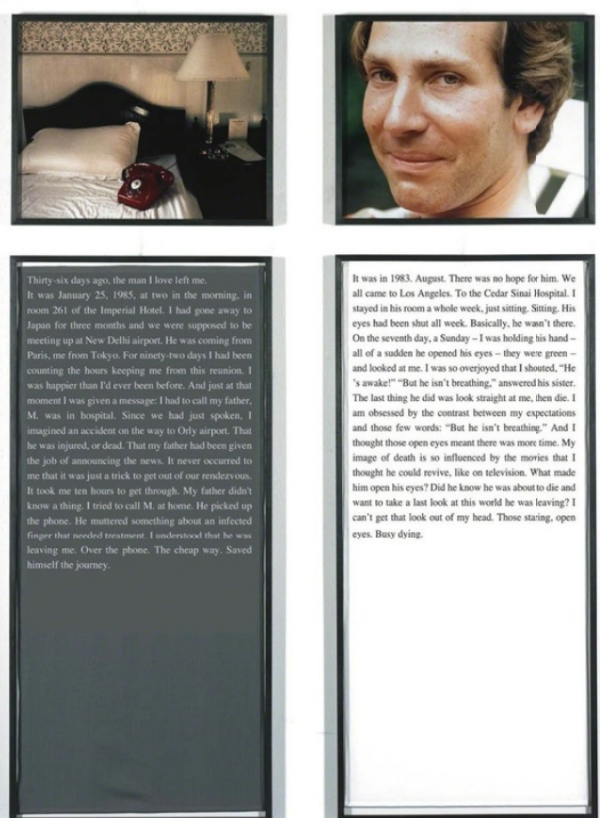 Thirty-six days ago, the man I love left me.
It was January 25, 1985, at two in the morning, in
room 261 of the Imperial Hotel. I had gone away to
Japan for three months and we were supposed to be
meeting up at New Delhi airport. He was coming from
Paris, me from Tokyo. For ninety-two days I had been
counting the hours keeping me from this reunion. I
was happier than I'd ever been before. And just at that
moment I was given a message: I had to call my father,
M. was in hospital. Since we had just spoken, I
imagined an accident on the way to Orly airport. That
he was injured, or dead. That my father had been given
the job of announcing the news. It never occurred to
me that it was just a trick to get out of our rendezvous.
It took me ten hours to get through. My father didn't
know a thing. I tried to call M. at home. He picked up
the phone. He muttered something about an infected
finger that needed treatment. I understood that he was
leaving me. Over the phone. The cheap way. Saved
himself the journey.
It was in 1983. August. There was no hope for him. We
all came to Los Angeles. To the Cedar Sinai Hospital. I
stayed in his room a whole week, just sitting. Sitting. His
eyes had been shut all week. Basically, he wasn't there.
On the seventh day, a Sunday – I was holding his hand –
all of a sudden he opened his eyes – they were green –
and looked at me. I was so overjoyed that I shouted, “He
's awake!” “But he isn't breathing,” answered his sister.
The last thing he did was look straight at me, then die. I
am obsessed by the contrast between my expectations
and those few words: “But he isn't breathing.” And I
thought those open eyes meant there was more time. My
image of death is so influenced by the movies that I
thought he could revive, like on television. What made
him open his eyes? Did he know he was about to die and
want to take a last look at this world he was leaving? I
can't get that look out of my head. Those staring, open
eyes. Busy dying.